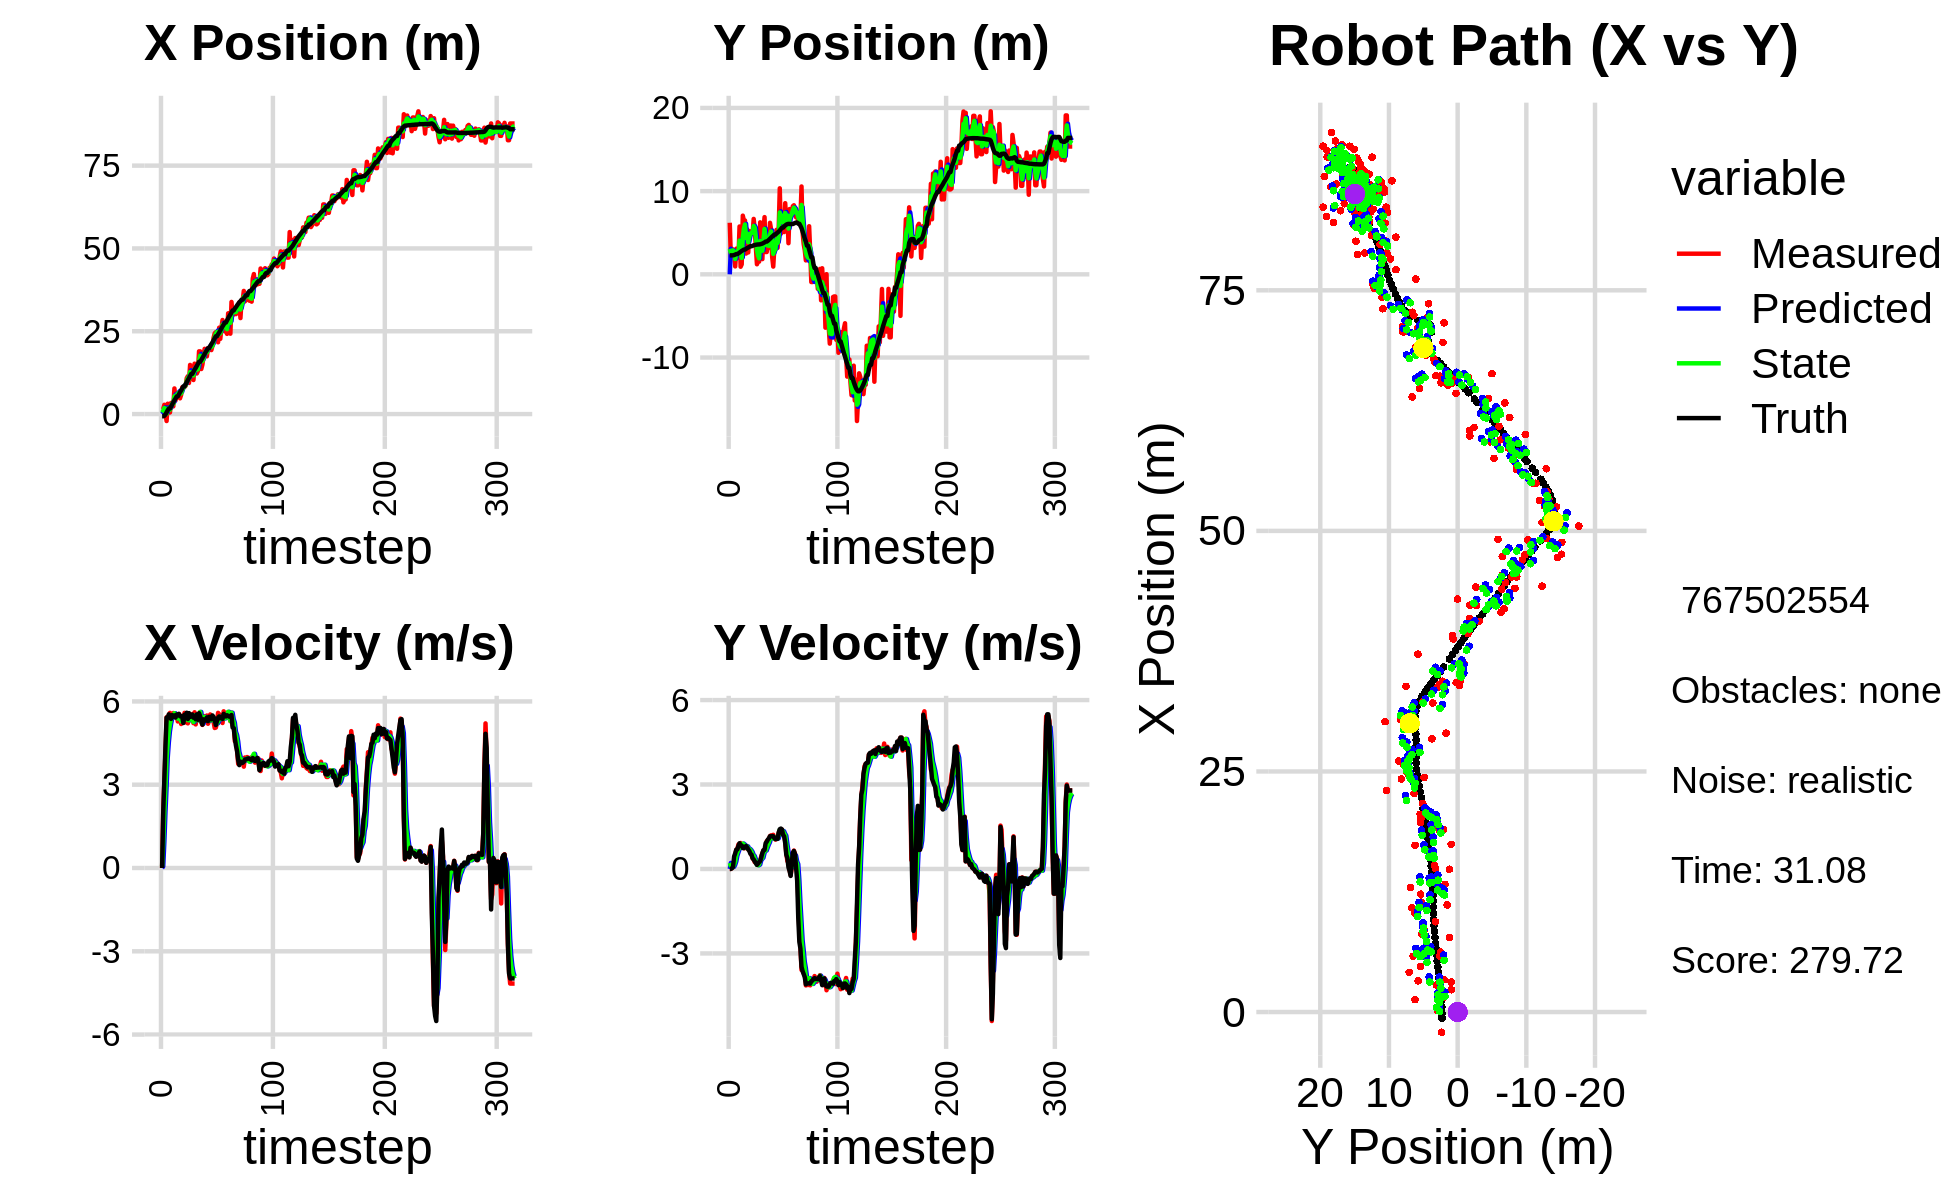 X Position (m)
75
50
25
0
0
100
200
300
timestep
Y Position (m)
20
10
0
-10
0
100
200
300
timestep
X Velocity (m/s)
6
3
0
-3
-6
0
100
200
300
timestep
Y Velocity (m/s)
6
3
0
-3
0
100
200
300
timestep
Robot Path (X vs Y)
X Position (m)
75
50
25
0
20 10 0 -10 -20
Y Position (m)
variable
Measured
Predicted
State
Truth
767502554
Obstacles: none
Noise: realistic
Time: 31.08
Score: 279.72